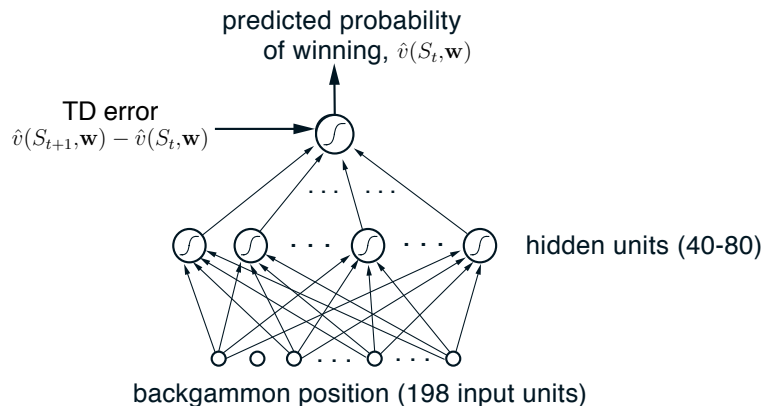 predicted probability
of winning, v̂(S_t,w)
TD error
v̂(S_{t+1},w) − v̂(S_t,w)
. . . . . .
. . . . . .
hidden units (40-80)
. . . . . . . .
backgammon position (198 input units)